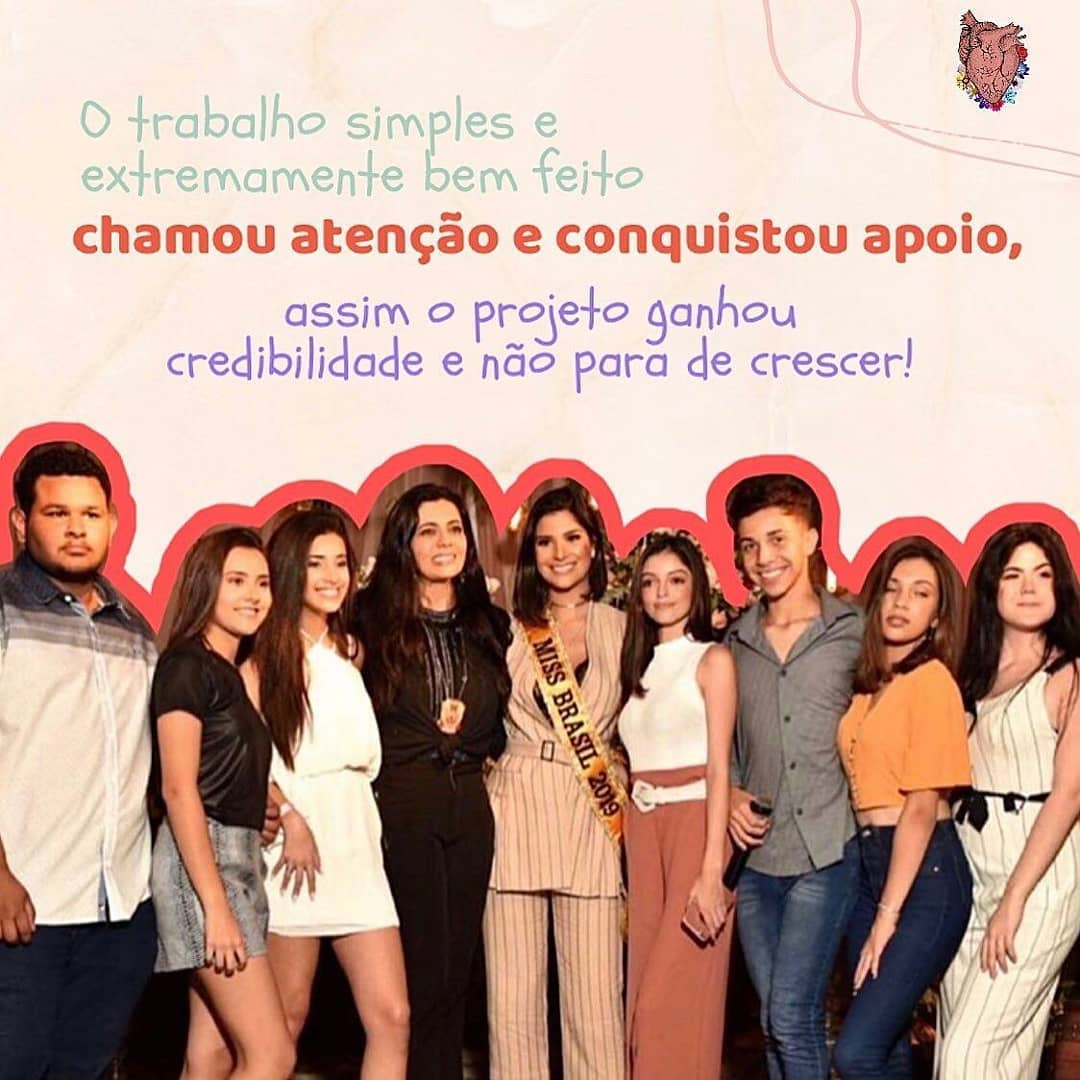 O trabalho simples e
extremamente bem feito
chamou atenção e conquistou apoio,
assim o projeto ganhou
credibilidade e não para de crescer!
MISS BRASIL 2019